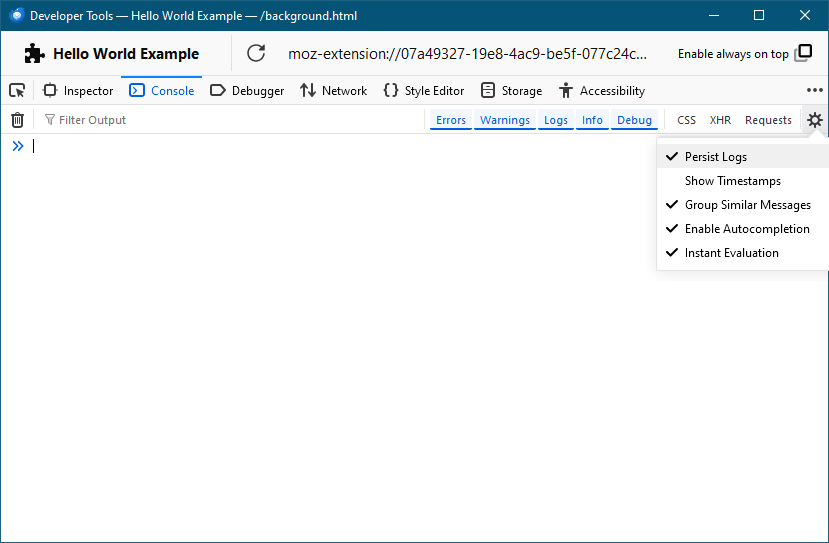 Developer Tools — Hello World Example — /background.html
Hello World Example moz-extension://07a49327-19e8-4ac9-be5f-077c24c... Enable always on top
Inspector Console Debugger Network Style Editor Storage Accessibility
Filter Output Errors Warnings Logs Info Debug CSS XHR Requests
Persist Logs
Show Timestamps
Group Similar Messages
Enable Autocompletion
Instant Evaluation